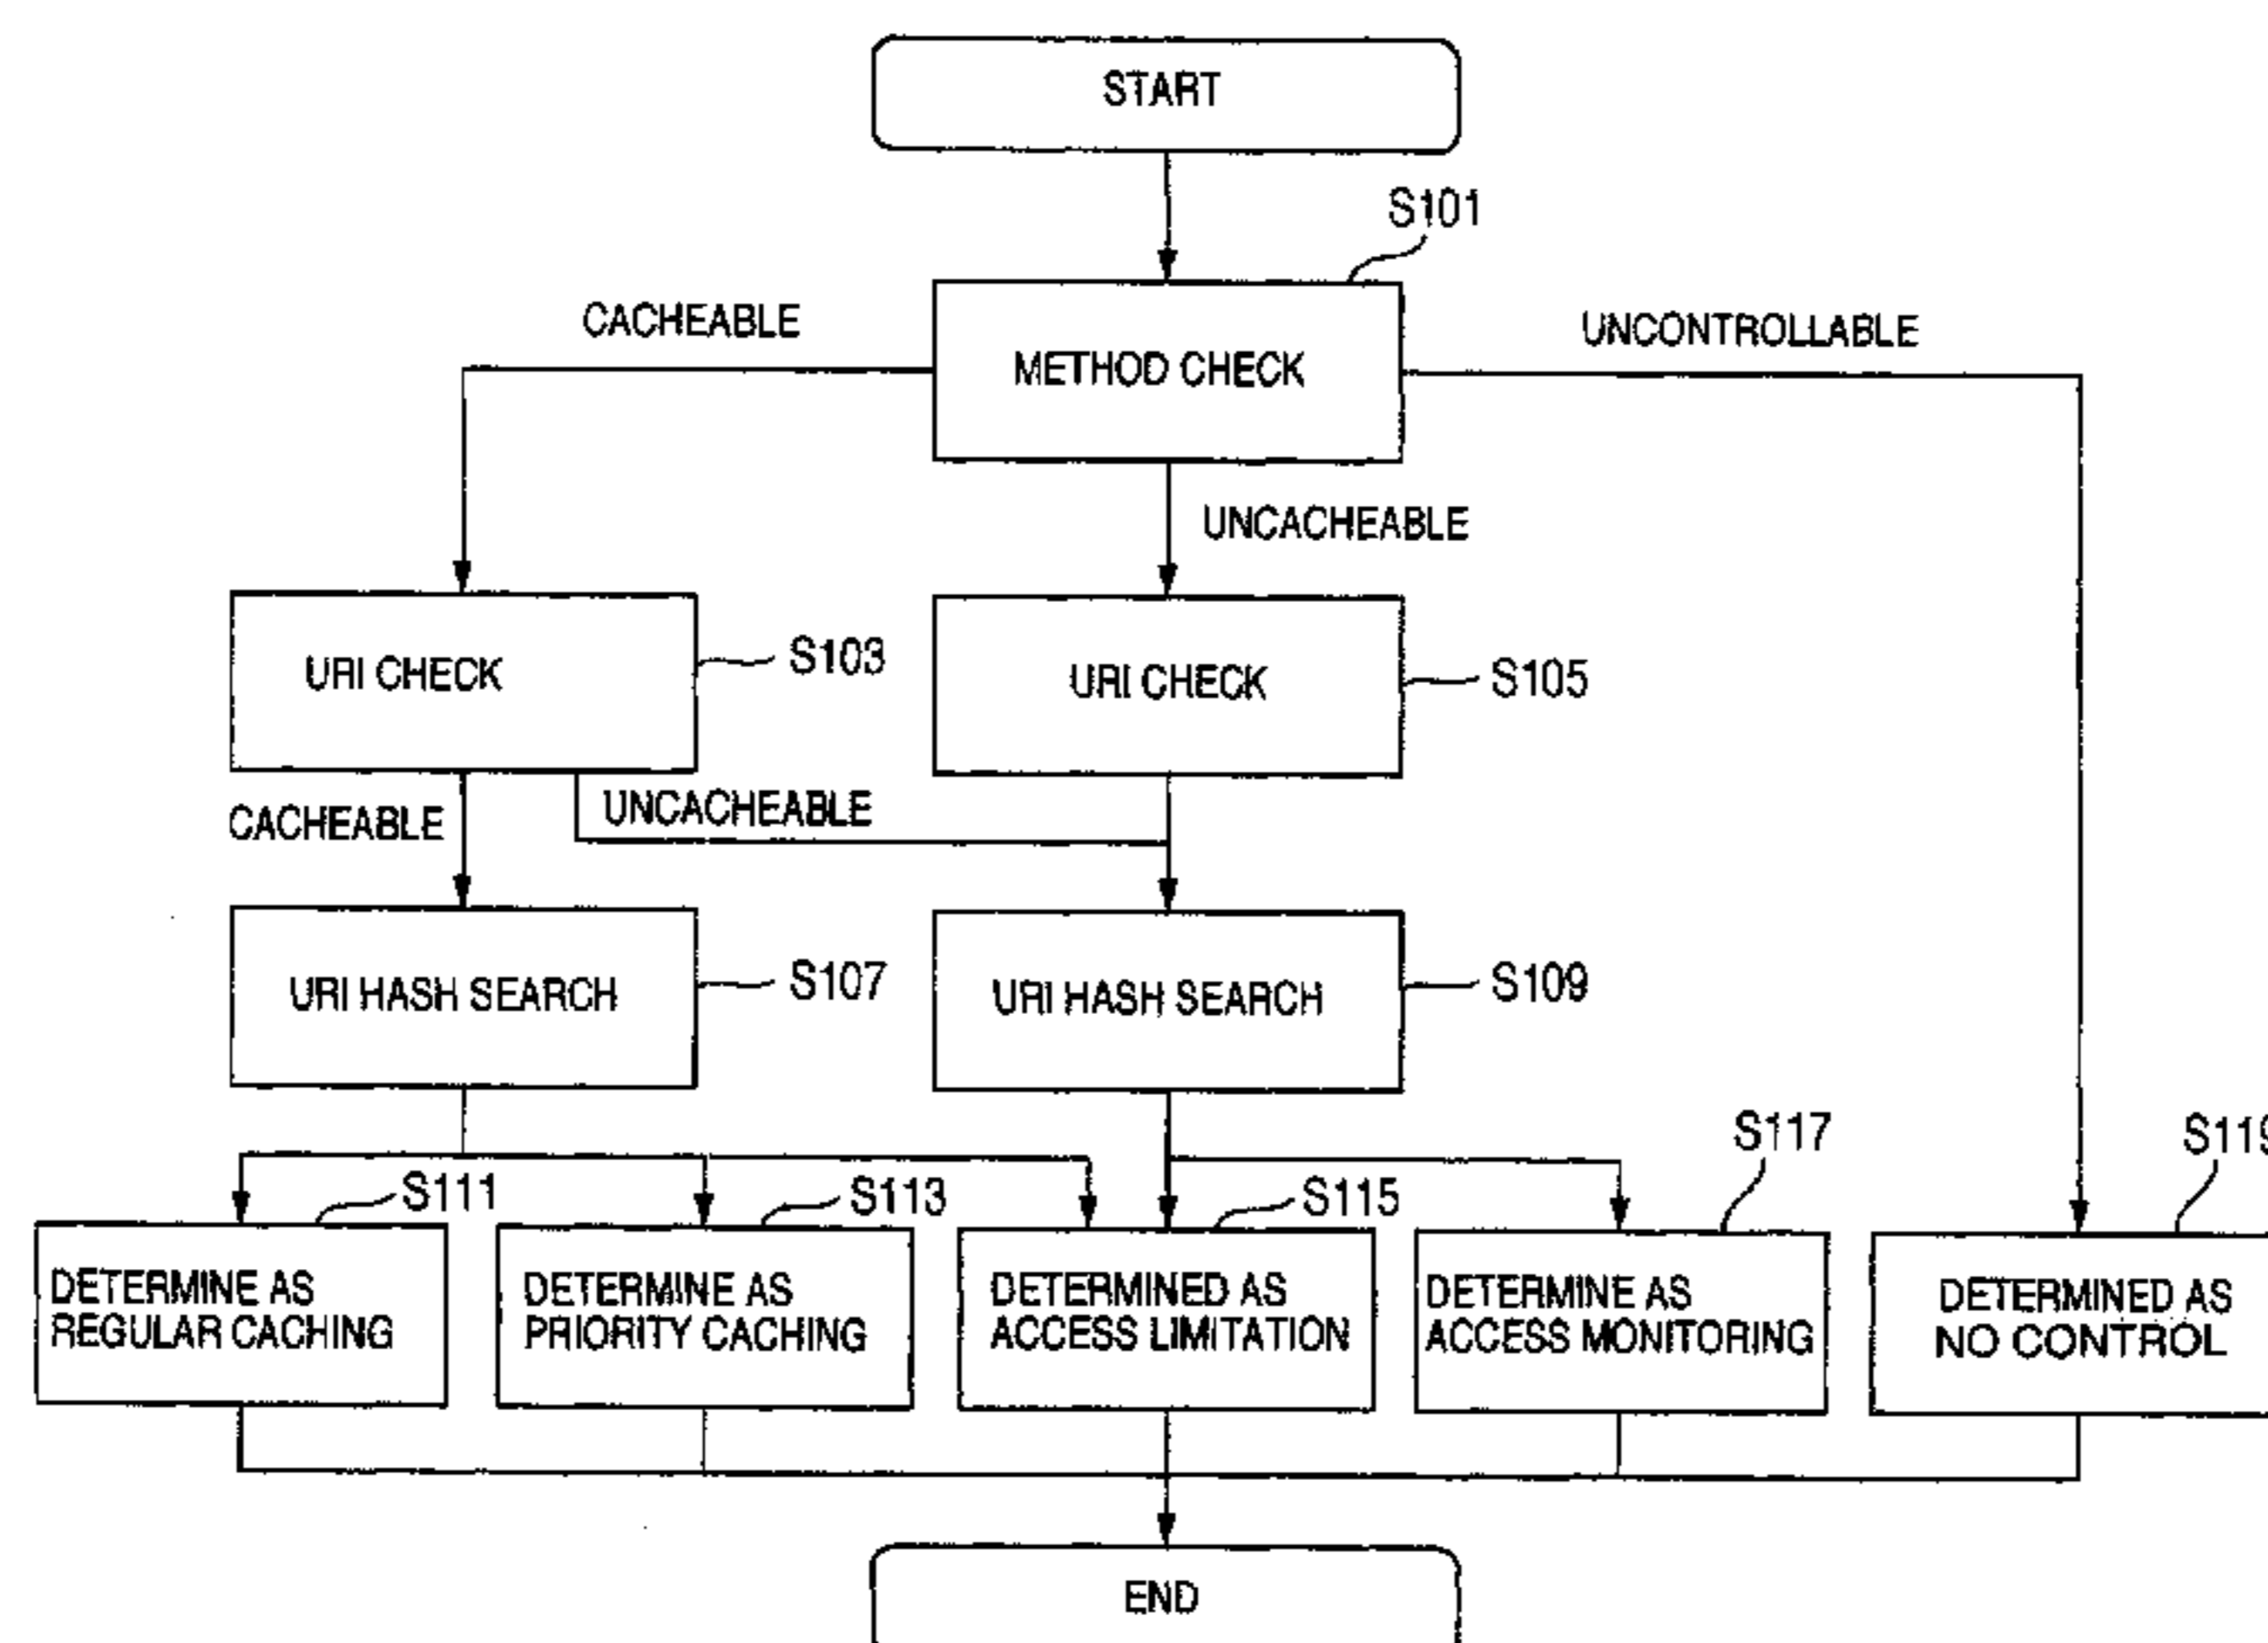 START
S101
CACHEABLE
UNCONTROLLABLE
METHOD CHECK
UNCACHEABLE
URI CHECK
S103
URI CHECK
S105
CACHEABLE
UNCACHEABLE
URI HASH SEARCH
S107
URI HASH SEARCH
S109
S111
S113
S115
S117
S119
DETERMINE AS
REGULAR CACHING
DETERMINE AS
PRIORITY CACHING
DETERMINED AS
ACCESS LIMITATION
DETERMINE AS
ACCESS MONITORING
DETERMINED AS
NO CONTROL
END